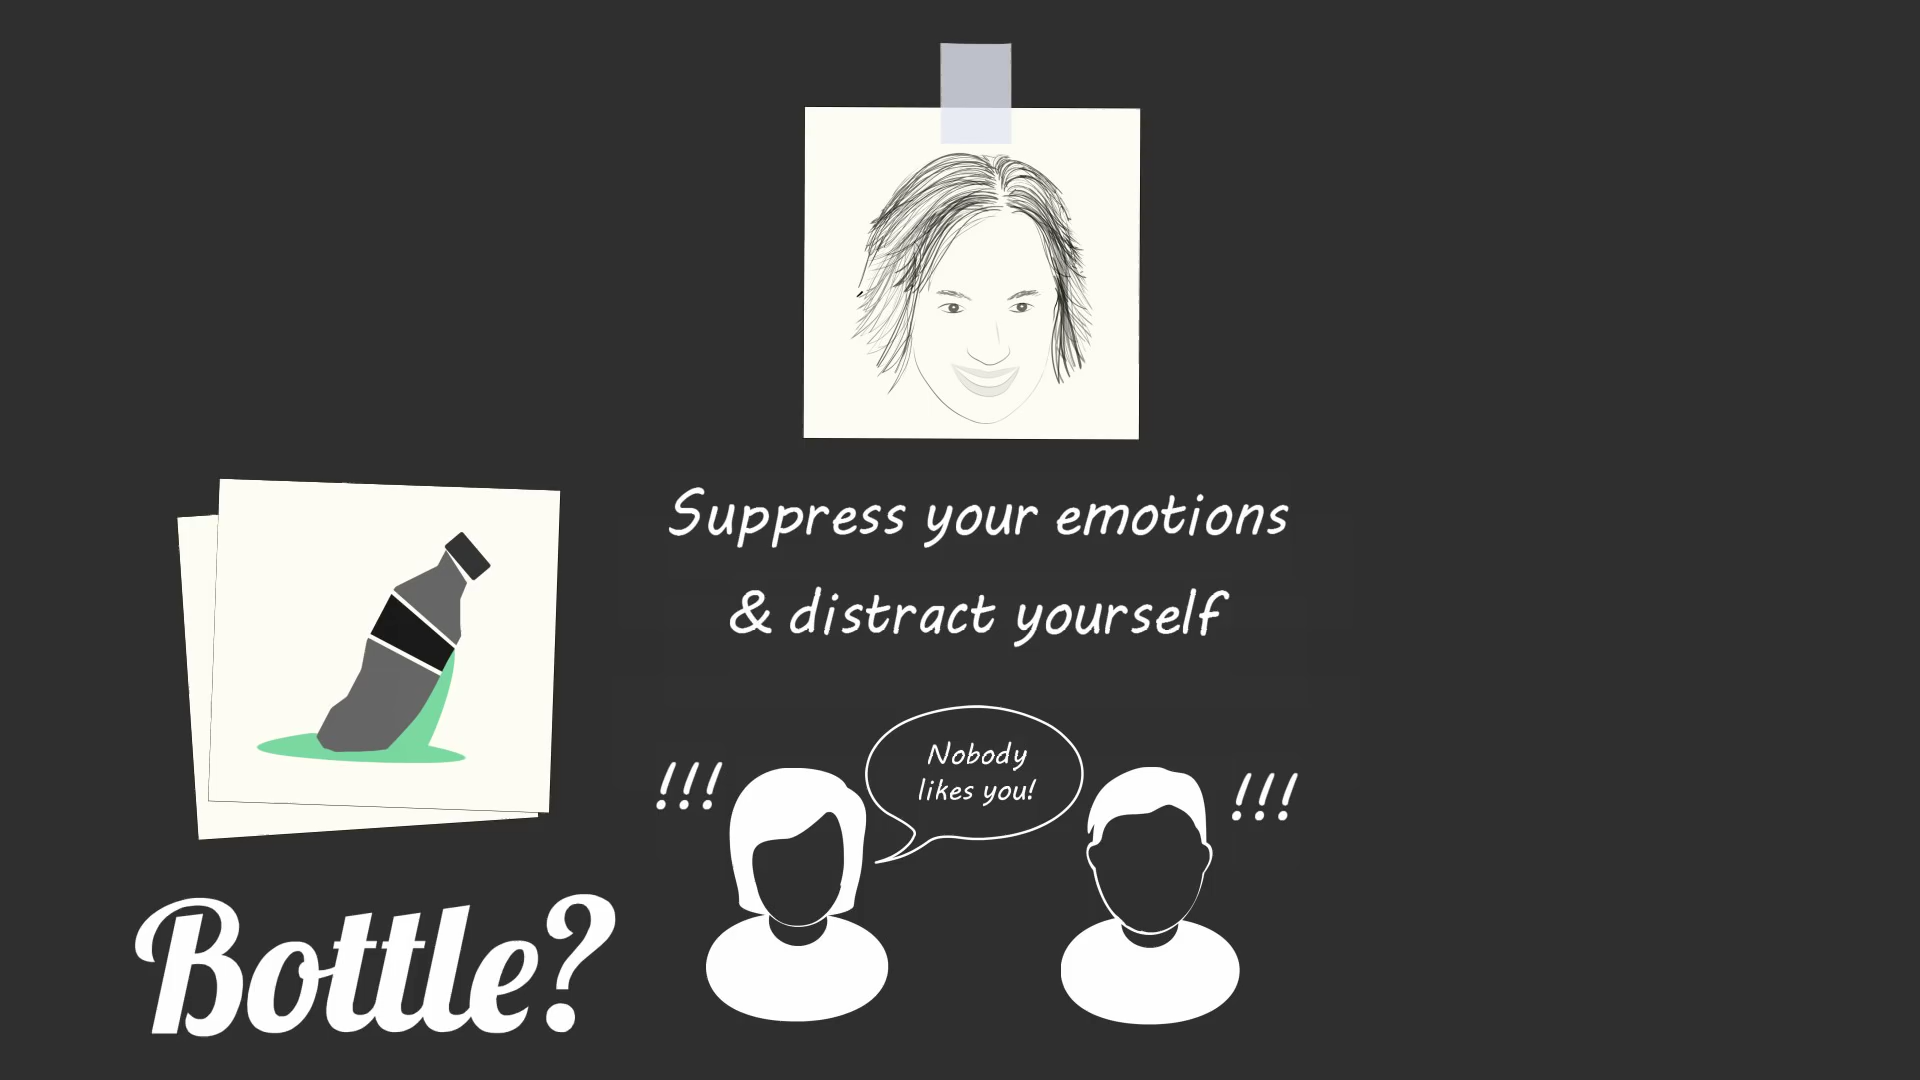 Suppress your emotions
& distract yourself
Nobody
likes you!
!!!
!!!
Bottle?